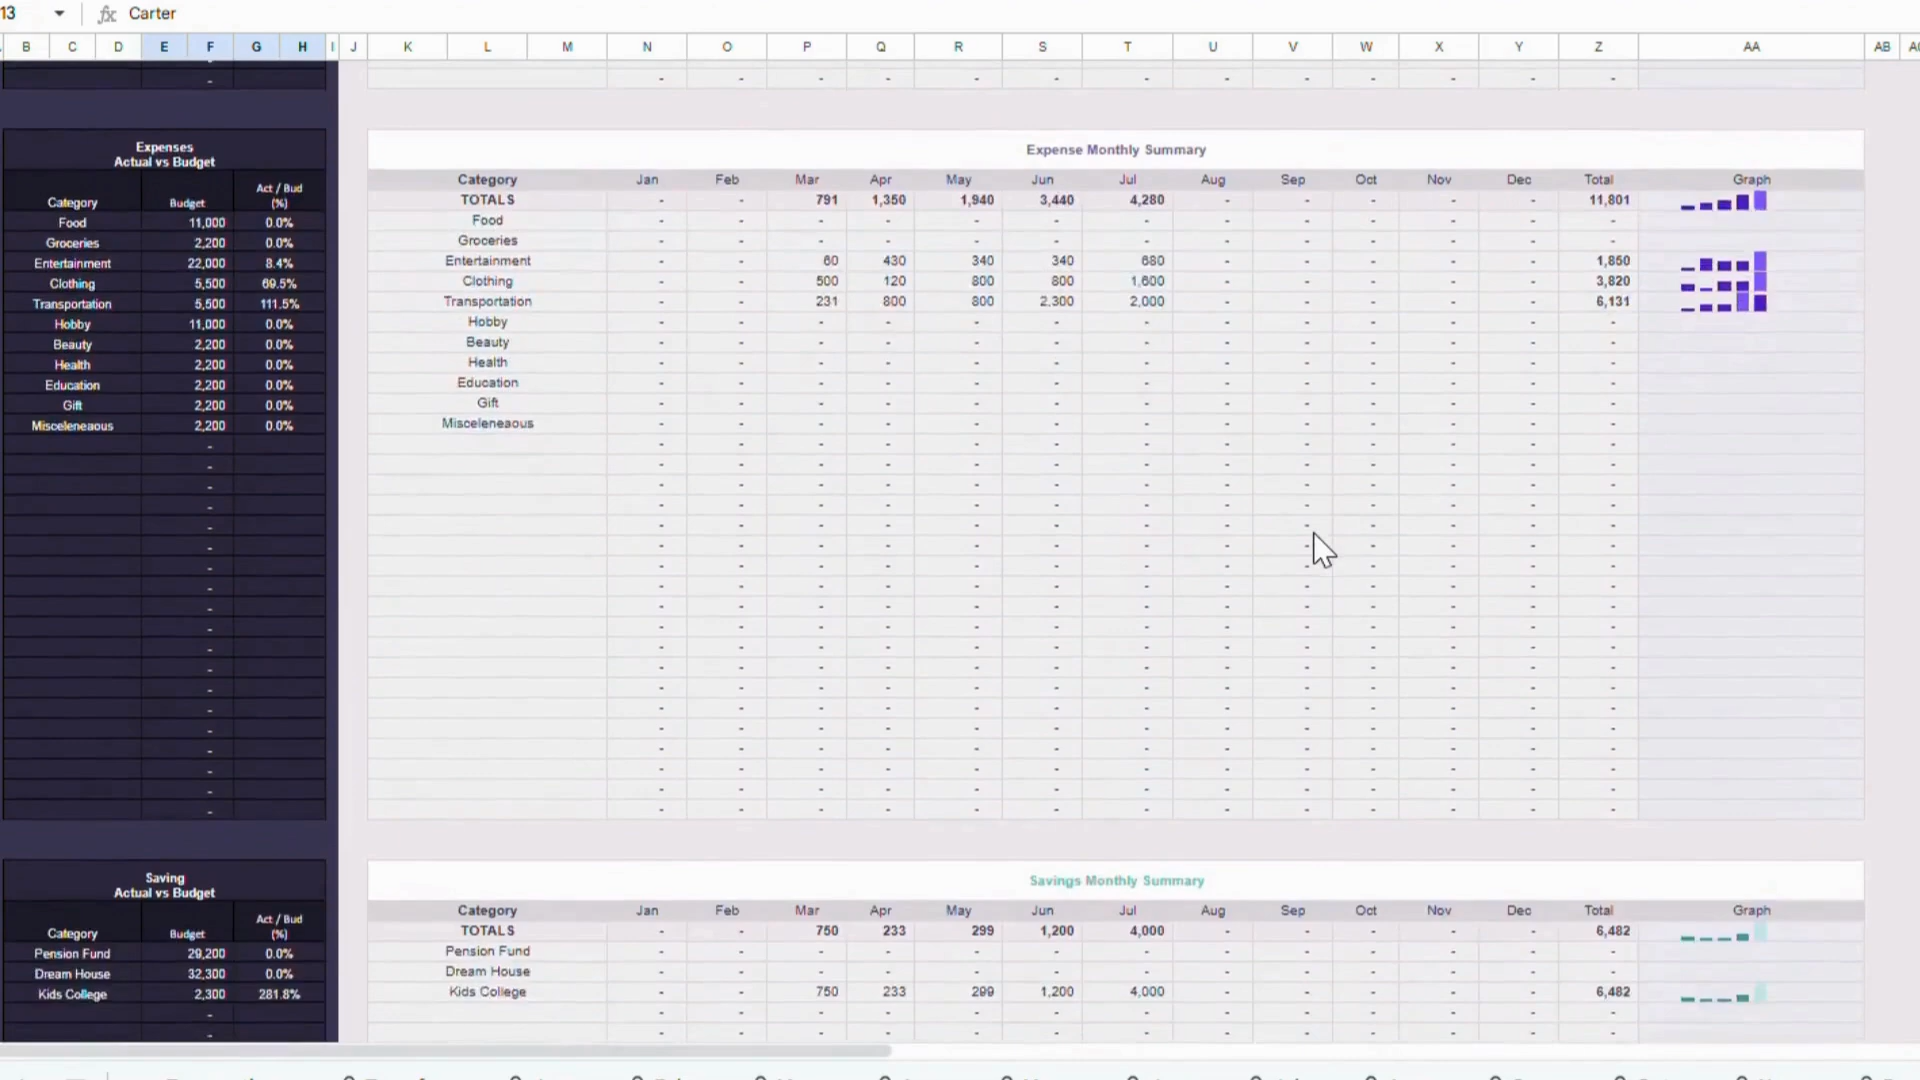 13 fx Carter
B C D E F G H I J K L M N O P Q R S T U V W X Y Z AA AB
- - - - - - - - - - - - - -
Expenses
Actual vs Budget
Category Budget Act / Bud (%)
Food 11,000 0.0%
Groceries 2,200 0.0%
Entertainment 22,000 8.4%
Clothing 5,500 69.5%
Transportation 5,500 111.5%
Hobby 11,000 0.0%
Beauty 2,200 0.0%
Health 2,200 0.0%
Education 2,200 0.0%
Gift 2,200 0.0%
Misceleneaous 2,200 0.0%
Expense Monthly Summary
Category Jan Feb Mar Apr May Jun Jul Aug Sep Oct Nov Dec Total Graph
TOTALS - - 791 1,350 1,940 3,440 4,280 - - - - - 11,801
Food - - - - - - - - - - - - -
Groceries - - - - - - - - - - - - -
Entertainment - - 60 430 340 340 680 - - - - - 1,850
Clothing - - 500 120 800 800 1,600 - - - - - 3,820
Transportation - - 231 800 800 2,300 2,000 - - - - - 6,131
Hobby - - - - - - - - - - - - -
Beauty - - - - - - - - - - - - -
Health - - - - - - - - - - - - -
Education - - - - - - - - - - - - -
Gift - - - - - - - - - - - - -
Misceleneaous - - - - - - - - - - - - -
Saving
Actual vs Budget
Category Budget Act / Bud (%)
Pension Fund 29,200 0.0%
Dream House 32,300 0.0%
Kids College 2,300 281.8%
Savings Monthly Summary
Category Jan Feb Mar Apr May Jun Jul Aug Sep Oct Nov Dec Total Graph
TOTALS - - 750 233 299 1,200 4,000 - - - - - 6,482
Pension Fund - - - - - - - - - - - - -
Dream House - - - - - - - - - - - - -
Kids College - - 750 233 299 1,200 4,000 - - - - - 6,482